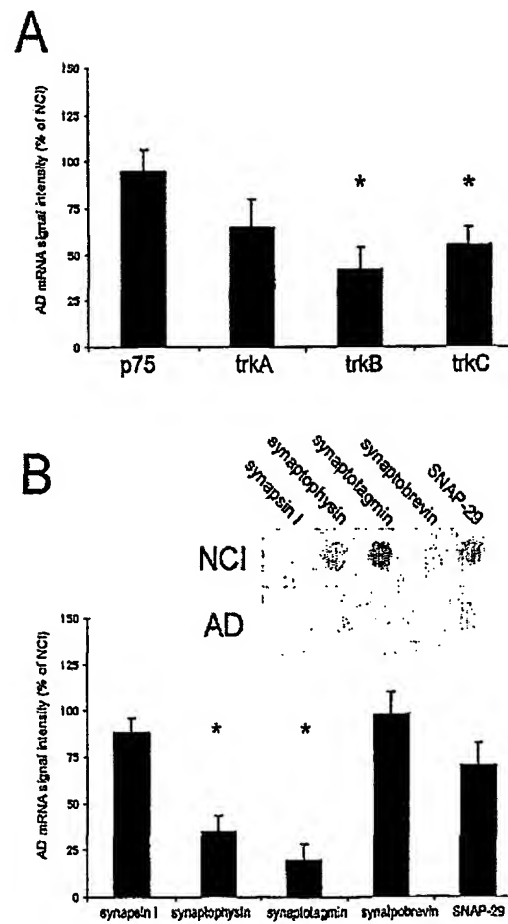 A
AD mRNA signal intensity (% of NCI)
150
125
100
75
50
25
0
*
*
p75 trkA trkB trkC
B
synapsin I
synaptophysin
synaptotagmin
synaptobrevin
SNAP-29
NCI
AD
AD mRNA signal intensity (% of NCI)
150
125
100
75
50
25
0
*
*
synapsin I synaptophysin synaptotagmin synalpobrevin SNAP-29